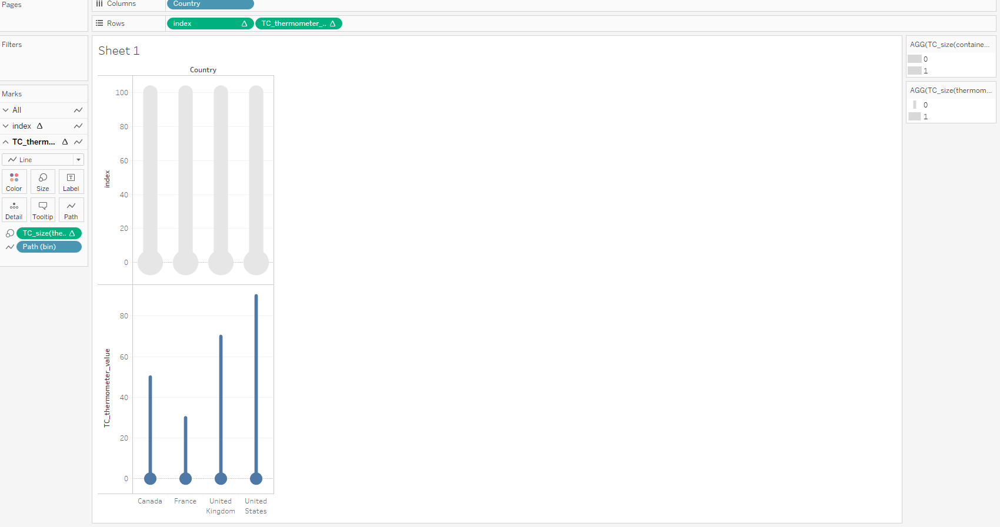 Pages
Columns
Country
Rows
index
TC_thermometer_..
Filters
Marks
All
index
TC_therm...
Line
Color
Size
Label
Detail
Tooltip
Path
TC_size(the..
Path (bin)
Sheet 1
Country
index
100
80
60
40
20
0
TC_thermometer_value
80
60
40
20
0
Canada
France
United
Kingdom
United
States
AGG(TC_size(containe...
0
1
AGG(TC_size(thermom...
0
1